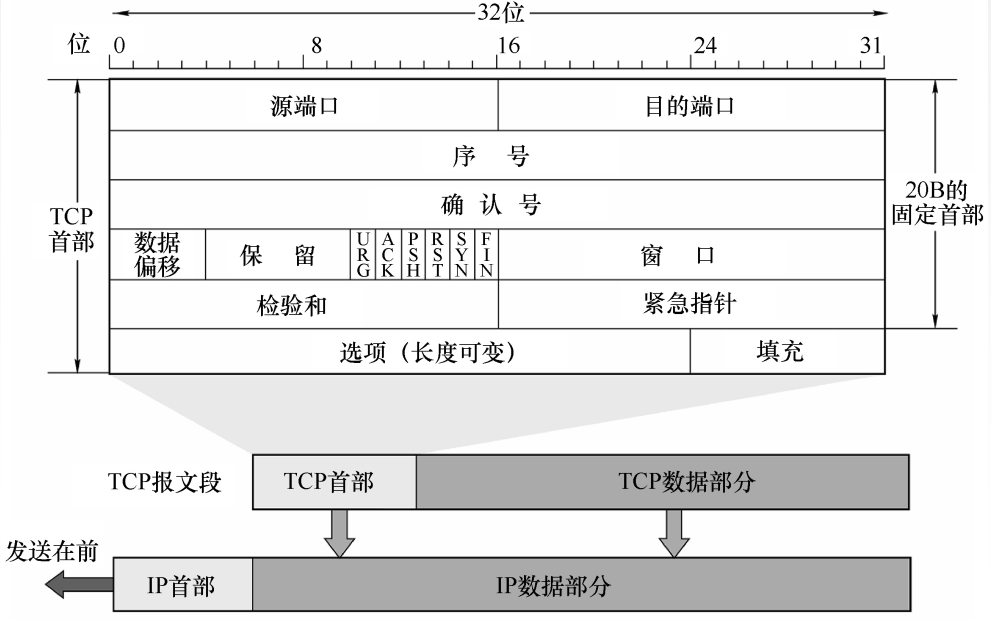 32位
位 0 8 16 24 31
源端口 目的端口
序 号
确 认 号
TCP
首部
20B的
固定首部
数据
偏移
保 留
URG
ACK
PSH
RST
SYN
FIN
窗 口
检验和 紧急指针
选项（长度可变） 填充
TCP报文段 TCP首部 TCP数据部分
发送在前
IP首部 IP数据部分